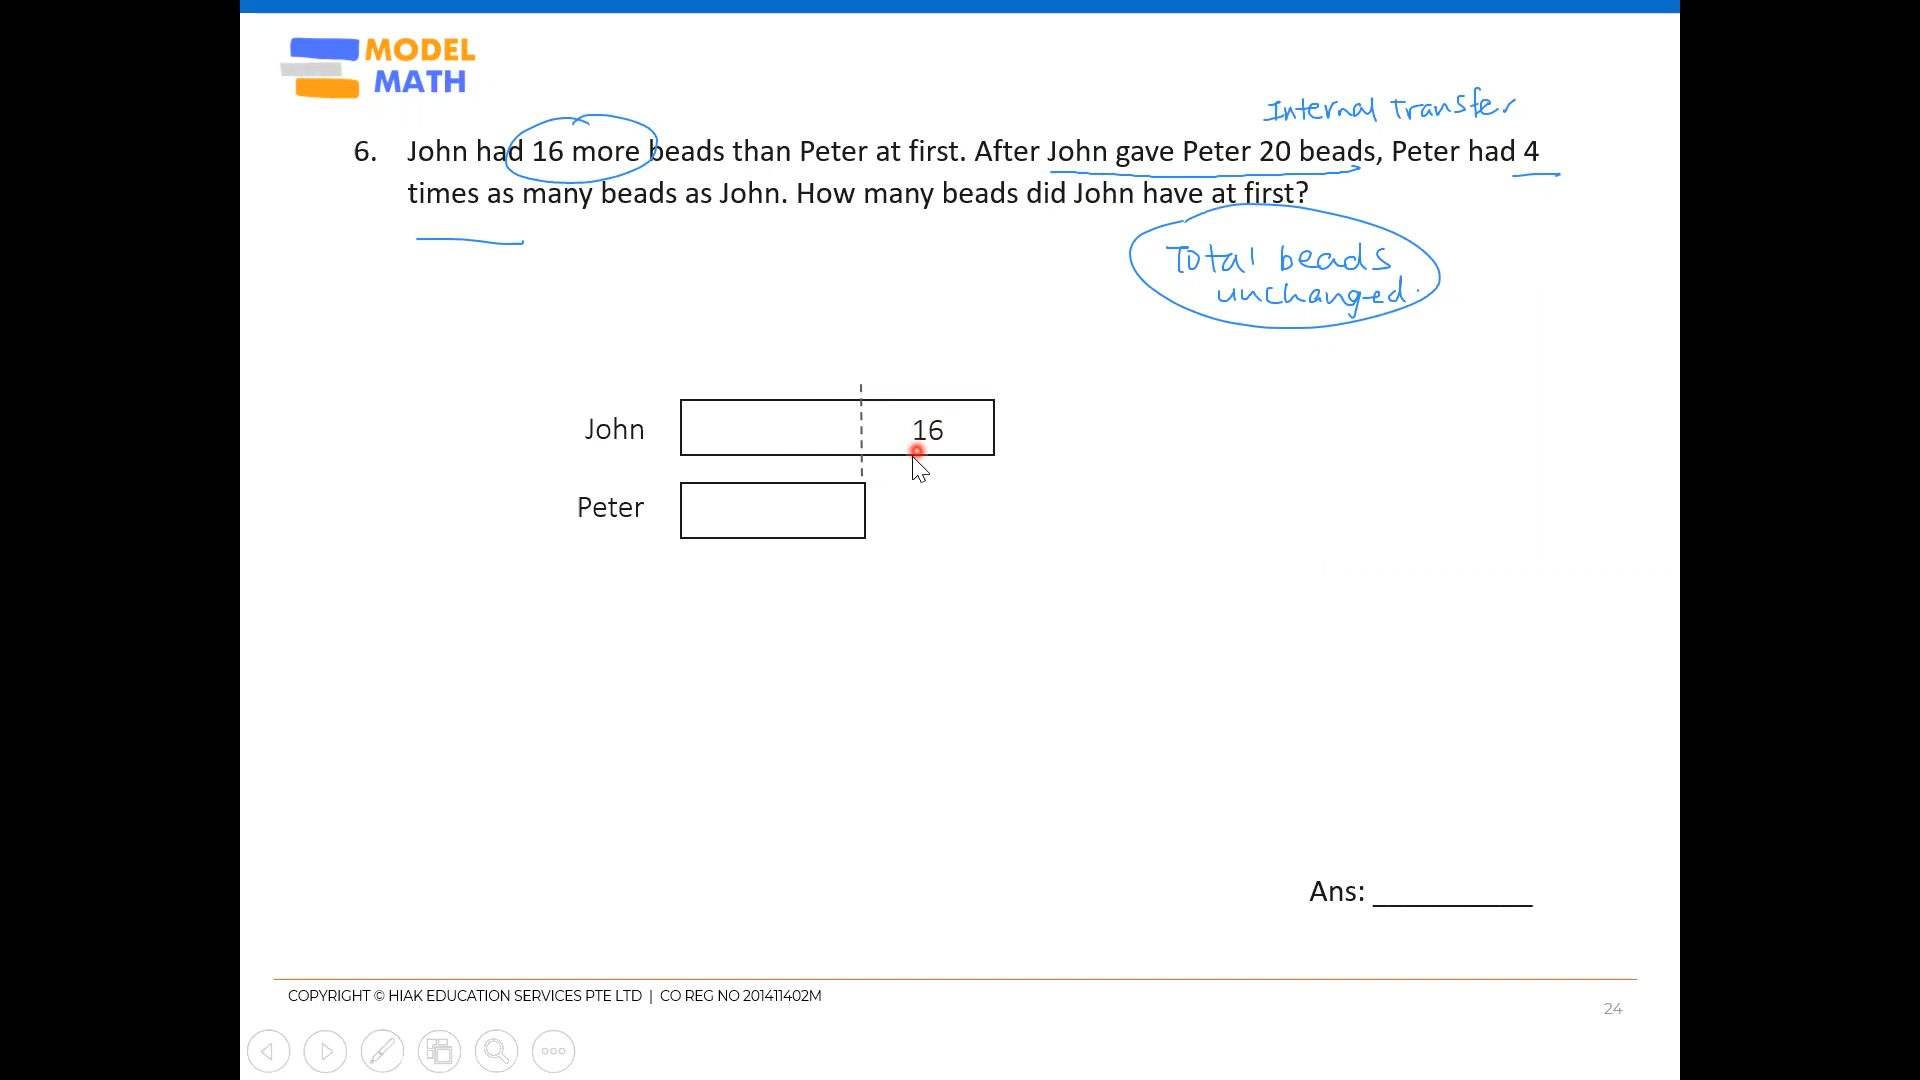 MODEL
MATH
Internal Transfer
6. John had 16 more beads than Peter at first. After John gave Peter 20 beads, Peter had 4
times as many beads as John. How many beads did John have at first?
Total beads
unchanged.
John
16
Peter
Ans: __________
COPYRIGHT © HIAK EDUCATION SERVICES PTE LTD | CO REG NO 201411402M
24